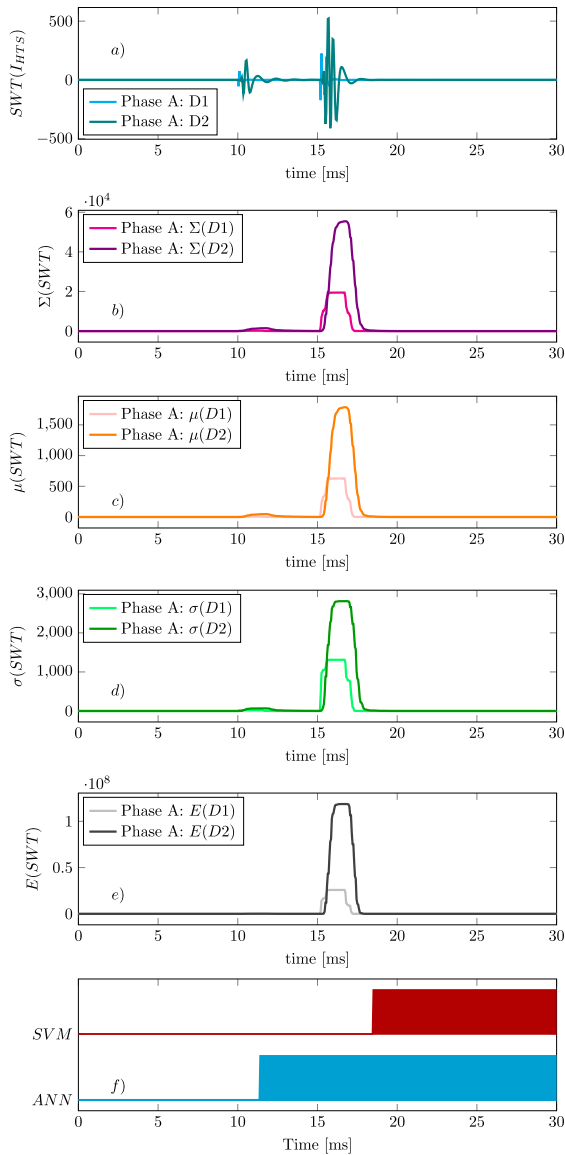 500
0
−500
SWT(I_HTS)
a)
Phase A: D1
Phase A: D2
0 5 10 15 20 25 30
time [ms]
·10⁴
6
4
2
0
Σ(SWT)
Phase A: Σ(D1)
Phase A: Σ(D2)
b)
0 5 10 15 20 25 30
time [ms]
1,500
1,000
500
0
μ(SWT)
Phase A: μ(D1)
Phase A: μ(D2)
c)
0 5 10 15 20 25 30
time [ms]
3,000
2,000
1,000
0
σ(SWT)
Phase A: σ(D1)
Phase A: σ(D2)
d)
0 5 10 15 20 25 30
time [ms]
·10⁸
1
0.5
0
E(SWT)
Phase A: E(D1)
Phase A: E(D2)
e)
0 5 10 15 20 25 30
time [ms]
SVM
ANN
f)
0 5 10 15 20 25 30
Time [ms]